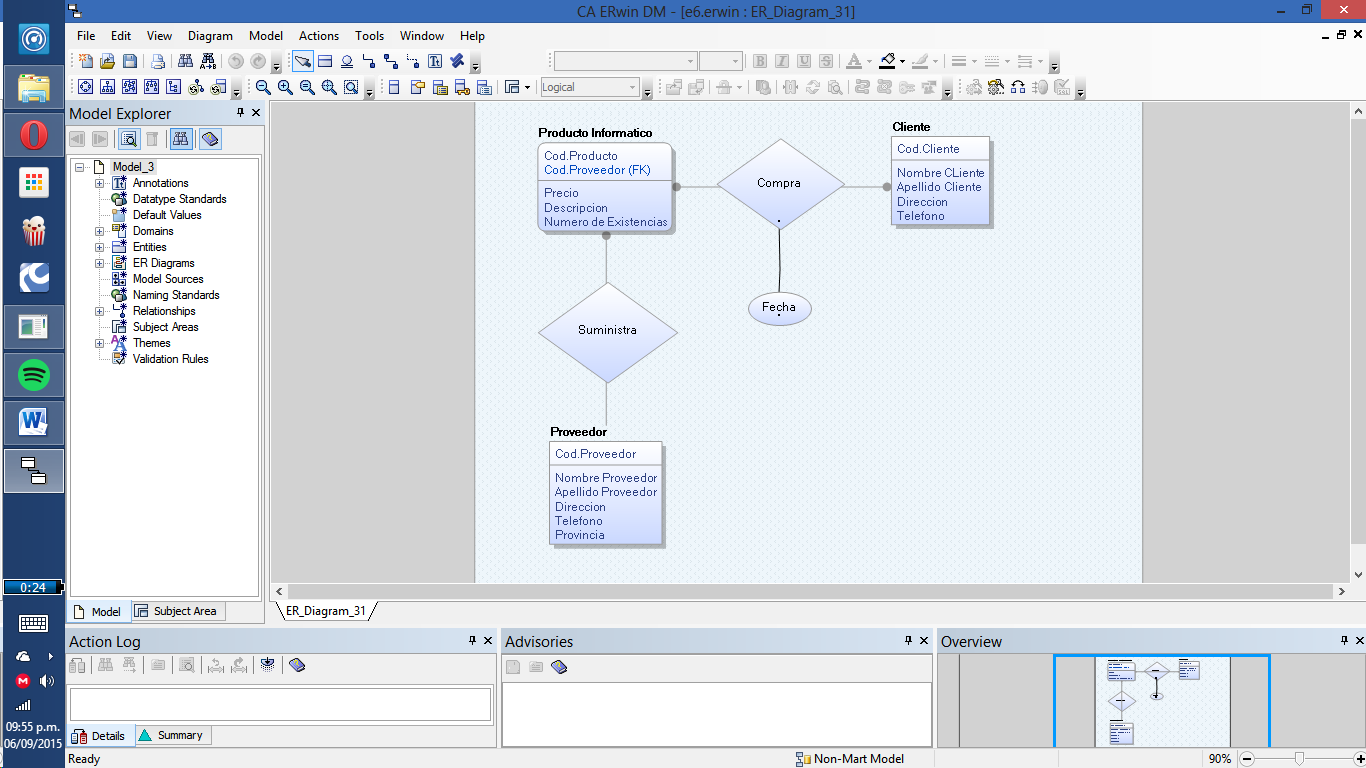 CA ERwin DM - [e6.erwin : ER_Diagram_31]
File Edit View Diagram Model Actions Tools Window Help
A+B
Tt
B I U S A
Logical
Model Explorer
Model_3
Annotations
Datatype Standards
Default Values
Domains
Entities
ER Diagrams
Model Sources
Naming Standards
Relationships
Subject Areas
Themes
Validation Rules
Model Subject Area
Producto Informatico
Cod.Producto
Cod.Proveedor (FK)
Precio
Descripcion
Numero de Existencias
Compra
Fecha
Cliente
Cod.Cliente
Nombre CLiente
Apellido Cliente
Direccion
Telefono
Suministra
Proveedor
Cod.Proveedor
Nombre Proveedor
Apellido Proveedor
Direccion
Telefono
Provincia
ER_Diagram_31
Action Log
Details Summary
Advisories
Overview
Ready
Non-Mart Model
90%
0:24
09:55 p.m.
06/09/2015